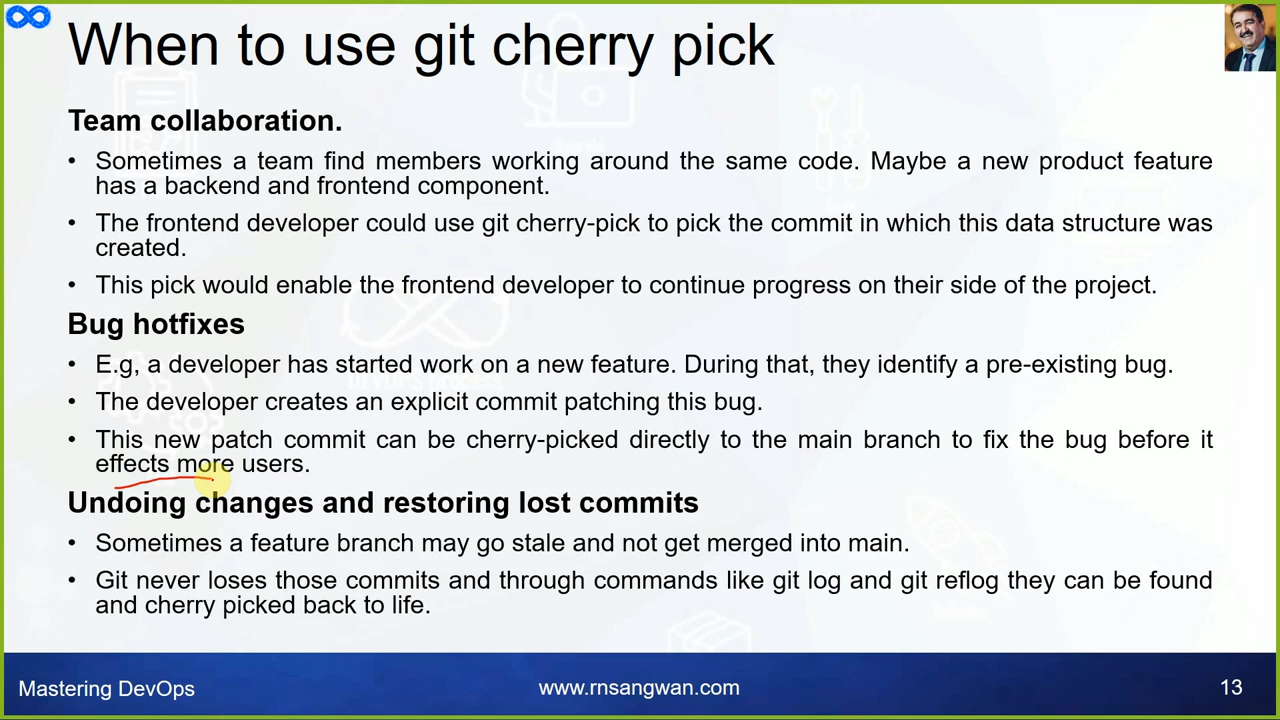 When to use git cherry pick
Team collaboration.
• Sometimes a team find members working around the same code. Maybe a new product feature
has a backend and frontend component.
• The frontend developer could use git cherry-pick to pick the commit in which this data structure was
created.
• This pick would enable the frontend developer to continue progress on their side of the project.
Bug hotfixes
• E.g, a developer has started work on a new feature. During that, they identify a pre-existing bug.
• The developer creates an explicit commit patching this bug.
• This new patch commit can be cherry-picked directly to the main branch to fix the bug before it
effects more users.
Undoing changes and restoring lost commits
• Sometimes a feature branch may go stale and not get merged into main.
• Git never loses those commits and through commands like git log and git reflog they can be found
and cherry picked back to life.
Mastering DevOps
www.rnsangwan.com
13